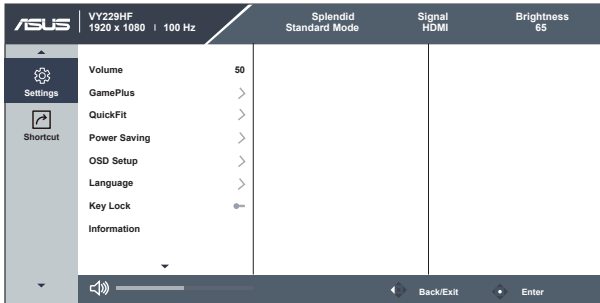 ASUS
VY229HF
1920 x 1080 | 100 Hz
Splendid
Standard Mode
Signal
HDMI
Brightness
65
Settings
Shortcut
Volume 50
GamePlus
QuickFit
Power Saving
OSD Setup
Language
Key Lock
Information
Back/Exit
Enter